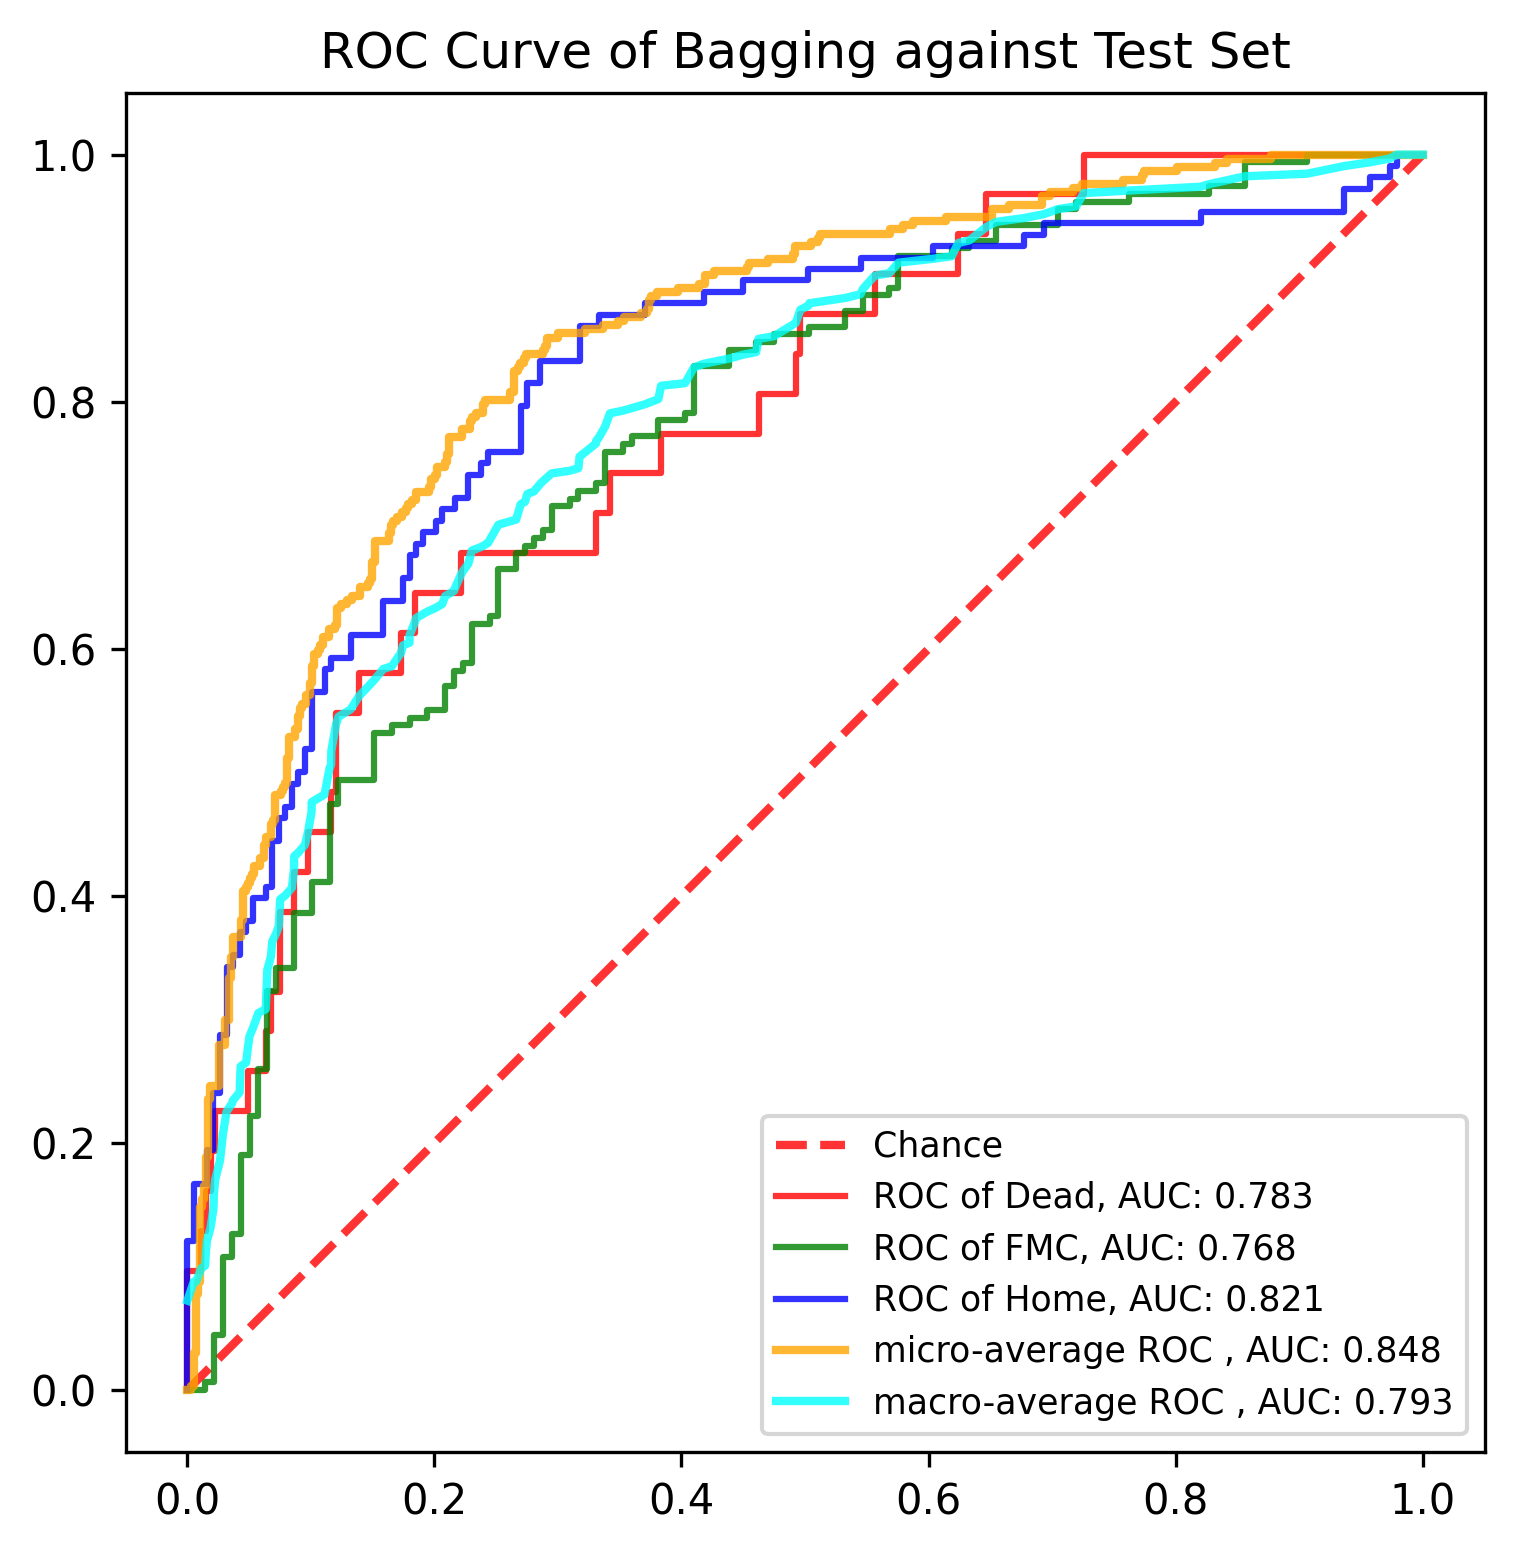 ROC Curve of Bagging against Test Set
1.0
0.8
0.6
0.4
0.2
0.0
Chance
ROC of Dead, AUC: 0.783
ROC of FMC, AUC: 0.768
ROC of Home, AUC: 0.821
micro-average ROC , AUC: 0.848
macro-average ROC , AUC: 0.793
0.0 0.2 0.4 0.6 0.8 1.0